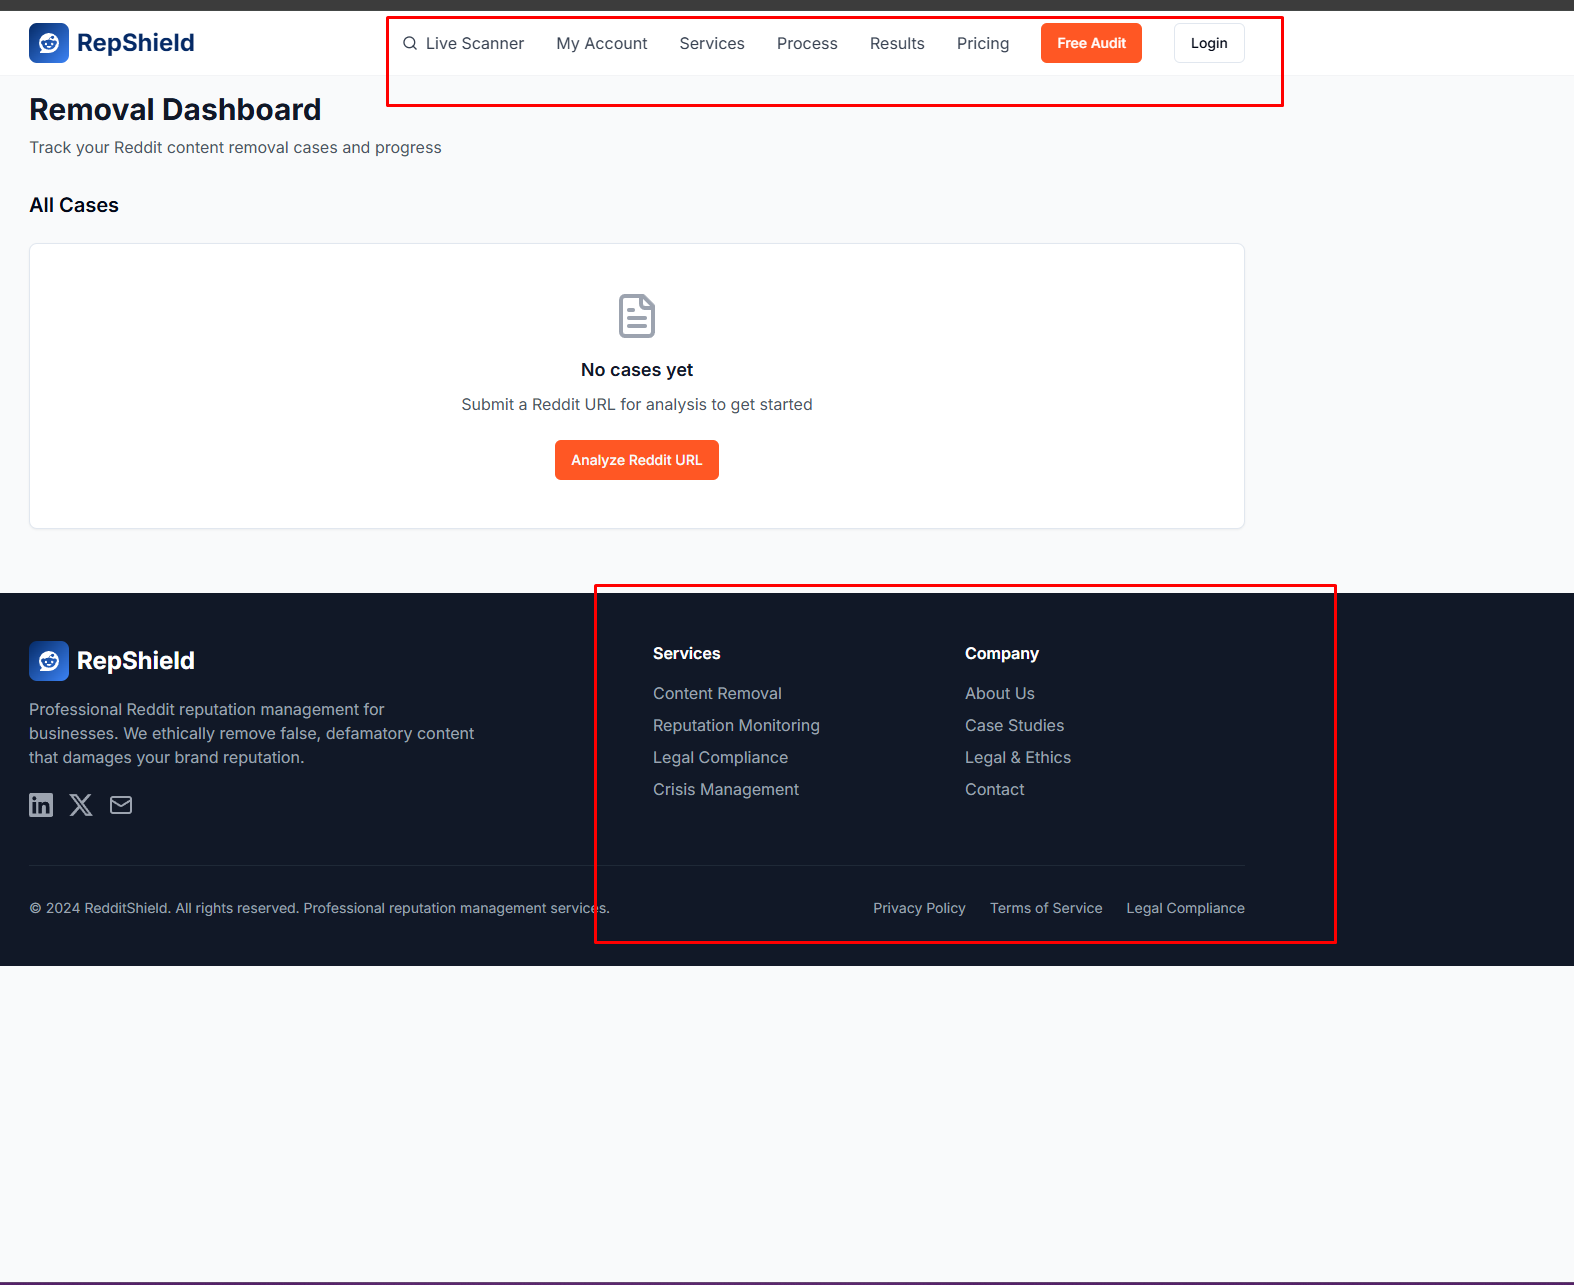 RepShield
Live Scanner My Account Services Process Results Pricing Free Audit Login
Removal Dashboard
Track your Reddit content removal cases and progress
All Cases
No cases yet
Submit a Reddit URL for analysis to get started
Analyze Reddit URL
RepShield
Professional Reddit reputation management for
businesses. We ethically remove false, defamatory content
that damages your brand reputation.
Services
Content Removal
Reputation Monitoring
Legal Compliance
Crisis Management
Company
About Us
Case Studies
Legal & Ethics
Contact
© 2024 RedditShield. All rights reserved. Professional reputation management services.
Privacy Policy Terms of Service Legal Compliance